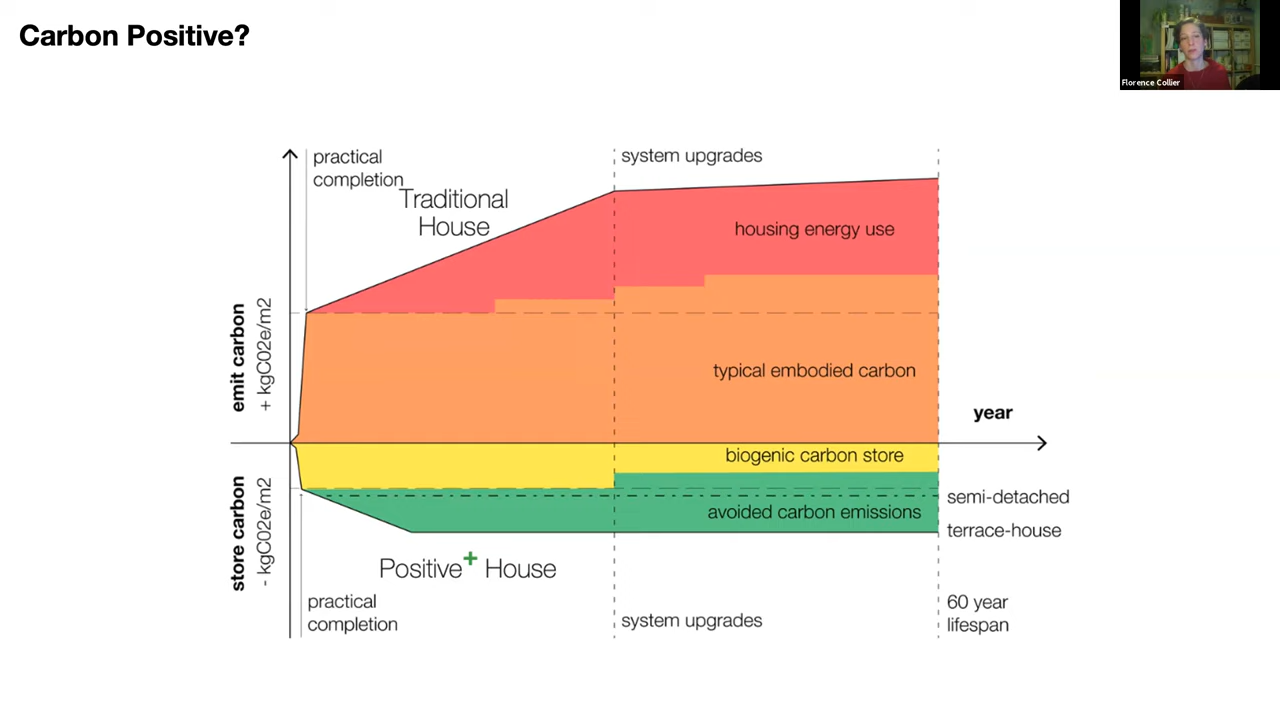 Carbon Positive?
Florence Collier
practical
completion
system upgrades
Traditional
House
housing energy use
emit carbon
+ kgC02e/m2
typical embodied carbon
year
biogenic carbon store
store carbon
- kgC02e/m2
semi-detached
avoided carbon emissions
terrace-house
Positive+ House
practical
completion
system upgrades
60 year
lifespan